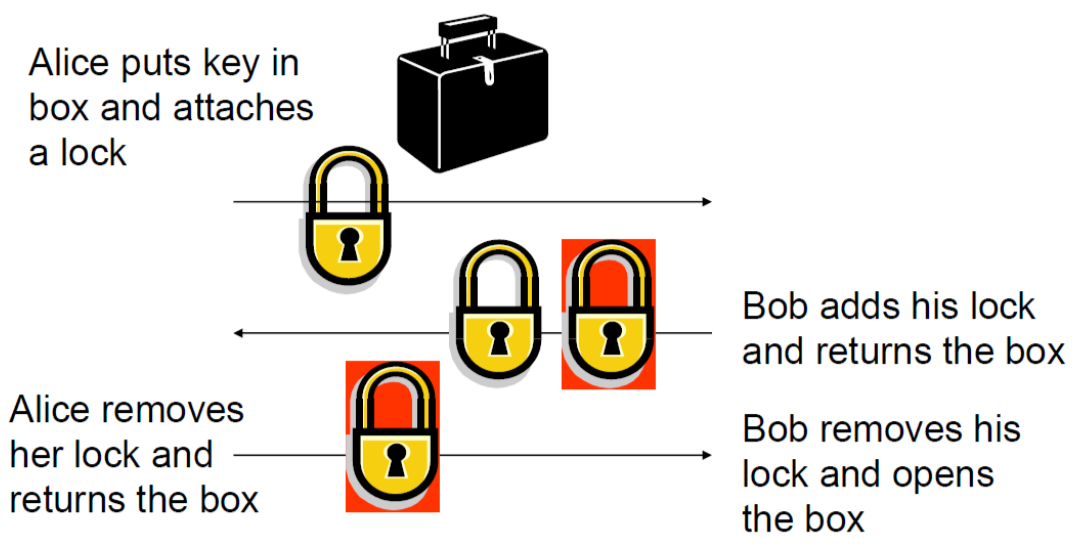 Alice puts key in
box and attaches
a lock
Bob adds his lock
and returns the box
Alice removes
her lock and
returns the box
Bob removes his
lock and opens
the box